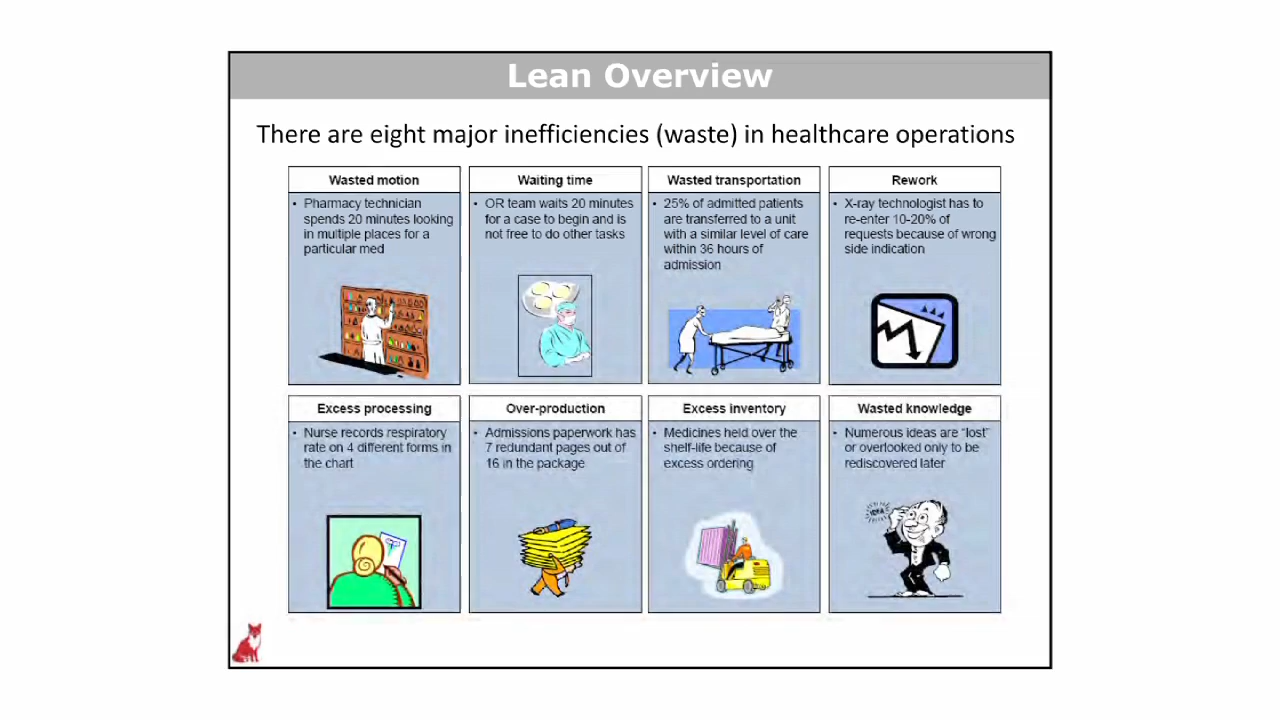 Lean Overview
There are eight major inefficiencies (waste) in healthcare operations
Wasted motion
• Pharmacy technician
spends 20 minutes looking
in multiple places for a
particular med
Waiting time
• OR team waits 20 minutes
for a case to begin and is
not free to do other tasks
Wasted transportation
• 25% of admitted patients
are transferred to a unit
with a similar level of care
within 36 hours of
admission
Rework
• X-ray technologist has to
re-enter 10-20% of
requests because of wrong
side indication
Excess processing
• Nurse records respiratory
rate on 4 different forms in
the chart
Over-production
• Admissions paperwork has
7 redundant pages out of
16 in the package
Excess inventory
• Medicines held over the
shelf-life because of
excess ordering
Wasted knowledge
• Numerous ideas are “lost”
or overlooked only to be
rediscovered later
IDEA